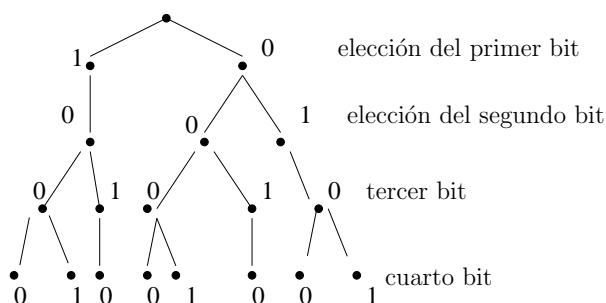 1 0 elección del primer bit
0 0 1 elección del segundo bit
0 1 0 1 0 tercer bit
0 1 0 0 1 0 0 1 cuarto bit